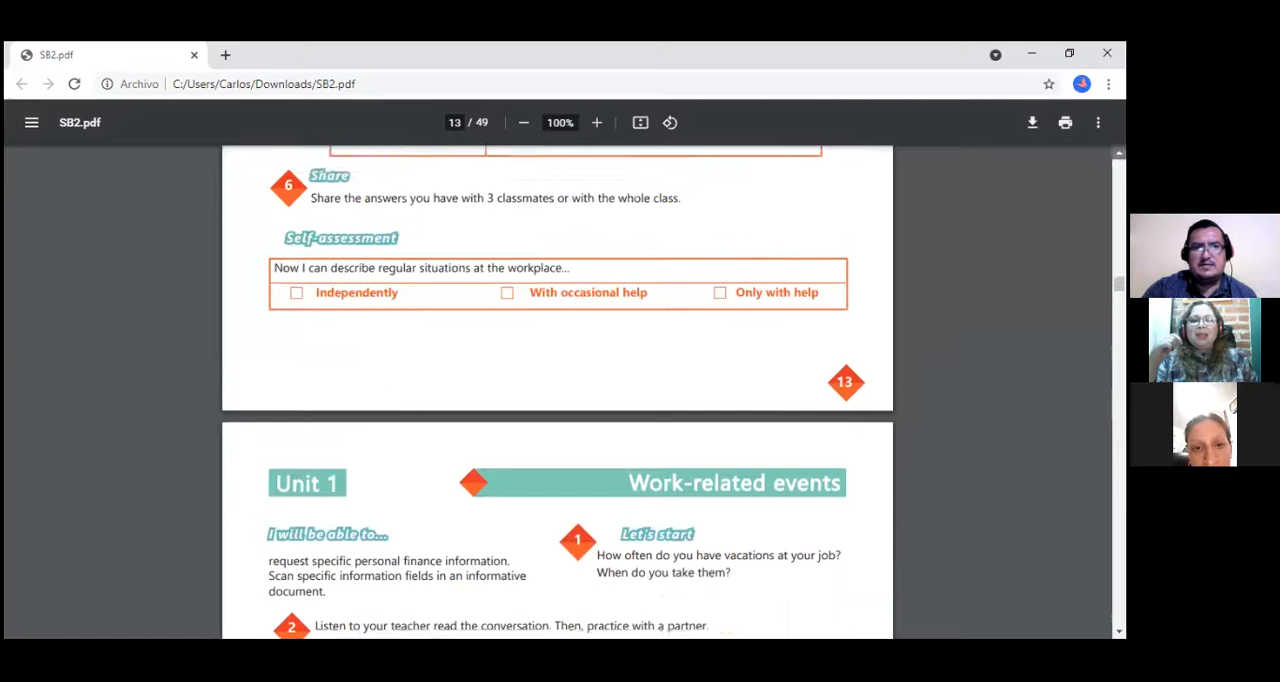 SB2.pdf
Archivo C:/Users/Carlos/Downloads/SB2.pdf
SB2.pdf
13 / 49
100%
6
Share
Share the answers you have with 3 classmates or with the whole class.
Self-assessment
Now I can describe regular situations at the workplace...
Independently
With occasional help
Only with help
13
Unit 1
Work-related events
I will be able to...
request specific personal finance information.
Scan specific information fields in an informative
document.
1
Let's start
How often do you have vacations at your job?
When do you take them?
2
Listen to your teacher read the conversation. Then, practice with a partner.